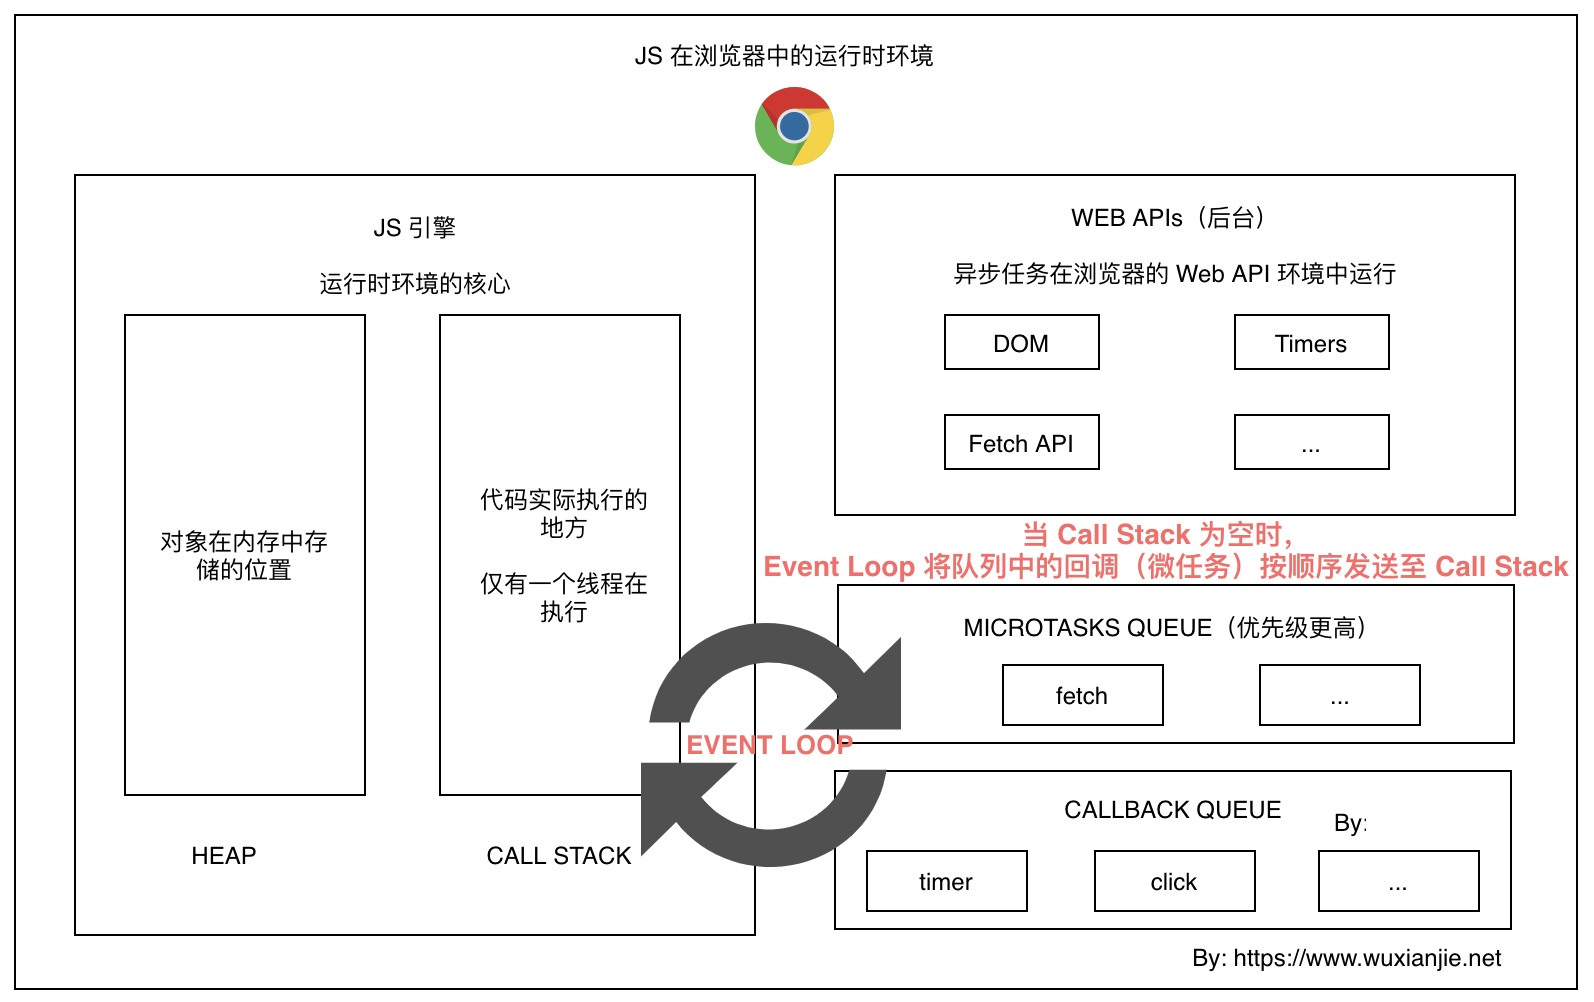 JS 在浏览器中的运行时环境
JS 引擎
运行时环境的核心
对象在内存中存
储的位置
HEAP
代码实际执行的
地方
仅有一个线程在
执行
CALL STACK
EVENT LOOP
WEB APIs（后台）
异步任务在浏览器的 Web API 环境中运行
DOM
Timers
Fetch API
...
当 Call Stack 为空时，
Event Loop 将队列中的回调（微任务）按顺序发送至 Call Stack
MICROTASKS QUEUE（优先级更高）
fetch
...
CALLBACK QUEUE
By:
timer
click
...
By: https://www.wuxianjie.net